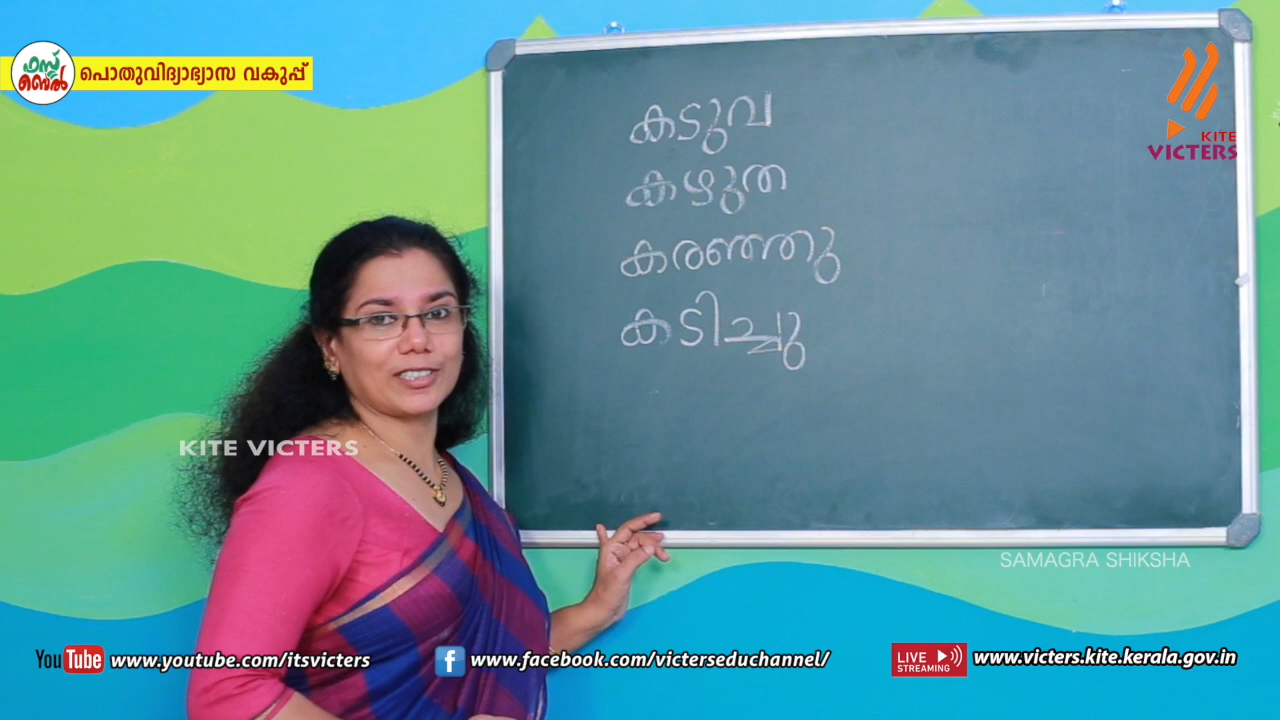 ഫസ്റ്റ്
ബെൽ
പൊതുവിദ്യാഭ്യാസ വകുപ്പ്
കടുവ
കഴുത
കരഞ്ഞു
കടിച്ചു
KITE
VICTERS
KITE VICTERS
SAMAGRA SHIKSHA
YouTube www.youtube.com/itsvicters
f www.facebook.com/victerseduchannel/
LIVE
STREAMING
www.victers.kite.kerala.gov.in